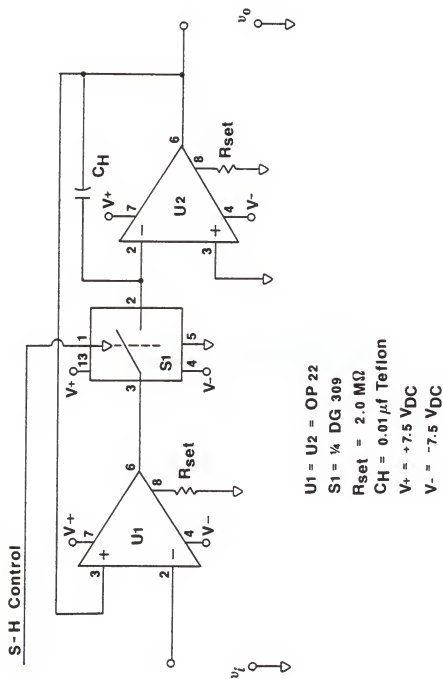 S-H Control
CH
V+
V+
V+
7
13
1
7
2
6
3
+
6
3
S1
2
2
−
U2
U1
8
3
+
8
2
−
4
4
5
4
Rset
Rset
V-
V-
V-
vi
vo
U1 = U2 = OP 22
S1 = ¼ DG 309
Rset = 2.0 MΩ
CH = 0.01 µf Teflon
V+ = +7.5 VDC
V- = -7.5 VDC